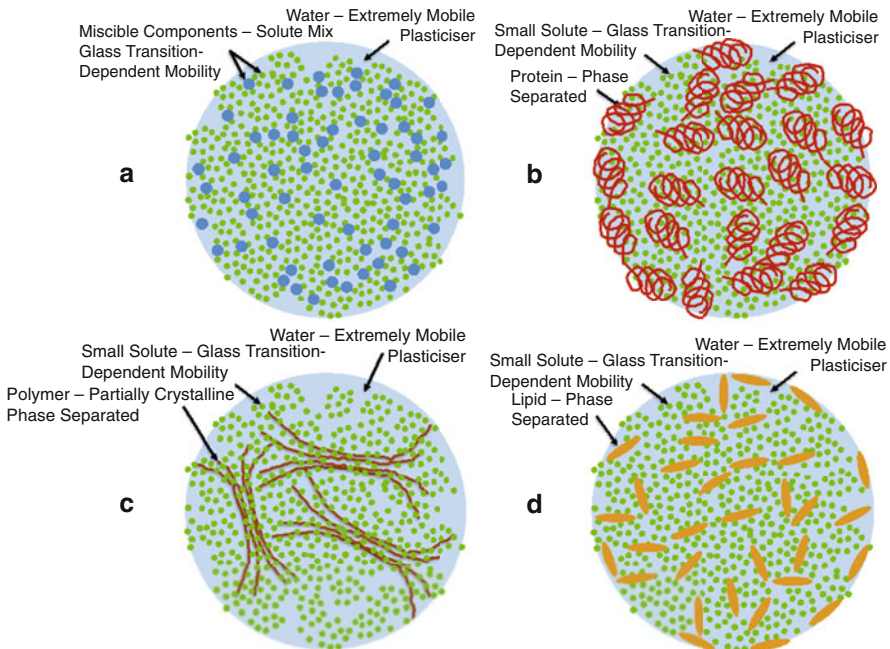 Miscible Components – Solute Mix
Glass Transition-
Dependent Mobility
Water – Extremely Mobile
Plasticiser
a
Small Solute – Glass Transition-
Dependent Mobility
Water – Extremely Mobile
Plasticiser
Protein – Phase
Separated
b
Small Solute – Glass Transition-
Dependent Mobility
Water – Extremely Mobile
Plasticiser
Polymer – Partially Crystalline
Phase Separated
c
Small Solute – Glass Transition-
Dependent Mobility
Water – Extremely Mobile
Plasticiser
Lipid – Phase
Separated
d